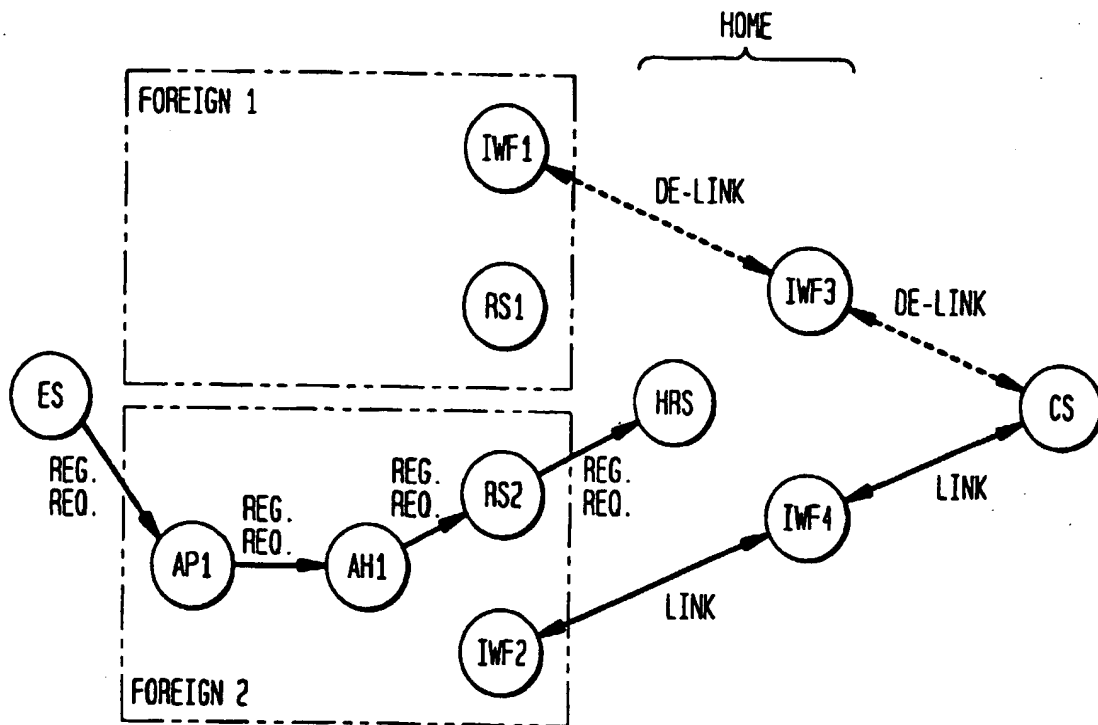 HOME
FOREIGN 1
IWF1
DE-LINK
RS1
IWF3
DE-LINK
ES
HRS
CS
REG.
REQ.
REG.
REQ.
REG.
REQ.
RS2
REG.
REQ.
LINK
IWF4
AP1
AH1
LINK
IWF2
FOREIGN 2